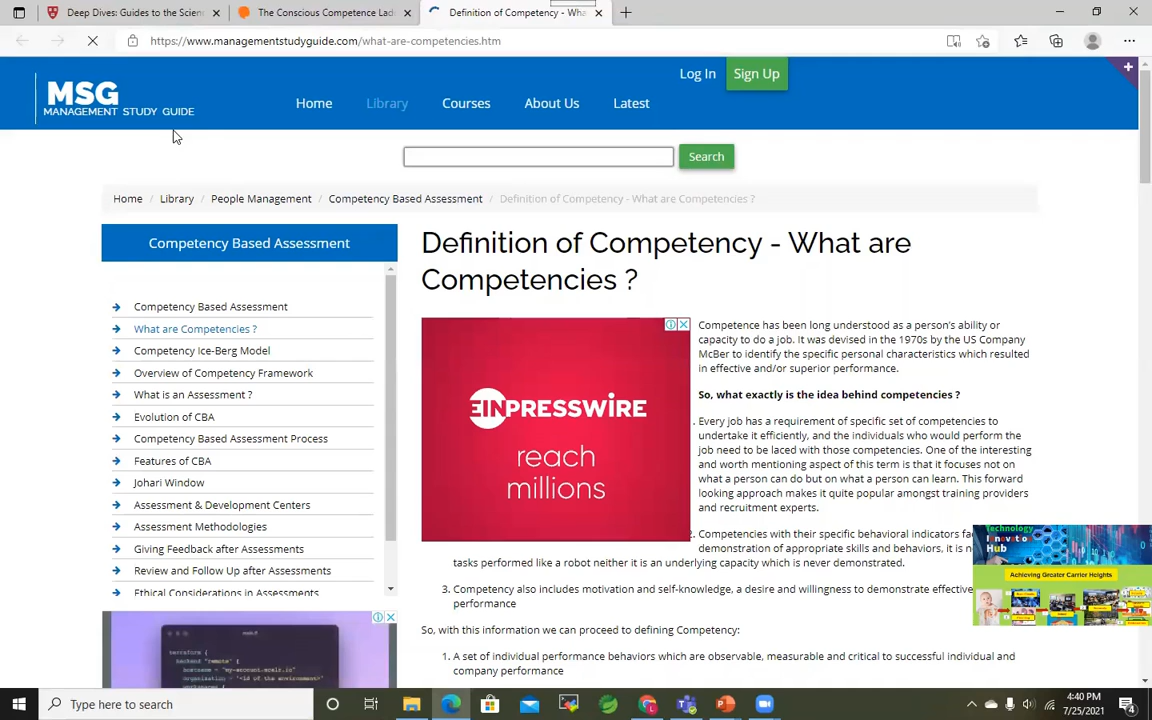 Deep Dives: Guides to the Scien
The Conscious Competence Lad
Definition of Competency - Wha
https://www.managementstudyguide.com/what-are-competencies.htm
Log In
Sign Up
MSG
MANAGEMENT STUDY GUIDE
Home
Library
Courses
About Us
Latest
Search
Home / Library / People Management / Competency Based Assessment / Definition of Competency - What are Competencies ?
Competency Based Assessment
Competency Based Assessment
What are Competencies ?
Competency Ice-Berg Model
Overview of Competency Framework
What is an Assessment ?
Evolution of CBA
Competency Based Assessment Process
Features of CBA
Johari Window
Assessment & Development Centers
Assessment Methodologies
Giving Feedback after Assessments
Review and Follow Up after Assessments
Ethical Considerations in Assessments
Definition of Competency - What are
Competencies ?
EINPRESSWIRE
reach
millions
Competence has been long understood as a person's ability or
capacity to do a job. It was devised in the 1970s by the US Company
McBer to identify the specific personal characteristics which resulted
in effective and/or superior performance.
So, what exactly is the idea behind competencies ?
Every job has a requirement of specific set of competencies to
undertake it efficiently, and the individuals who would perform the
job need to be laced with those competencies. One of the interesting
and worth mentioning aspect of this term is that it focuses not on
what a person can do but on what a person can learn. This forward
looking approach makes it quite popular amongst training providers
and recruitment experts.
2. Competencies with their specific behavioral indicators fa
demonstration of appropriate skills and behaviors, it is n
tasks performed like a robot neither it is an underlying capacity which is never demonstrated.
3. Competency also includes motivation and self-knowledge, a desire and willingness to demonstrate effective
performance
So, with this information we can proceed to defining Competency:
1. A set of individual performance behaviors which are observable, measurable and critical to successful individual and
company performance
terraform {
backend "remote" {
hostname =
organization = "<id of the environment>"
Technology
Innovation
Hub
Achieving Greater Carrier Heights
Type here to search
4:40 PM
7/25/2021
4